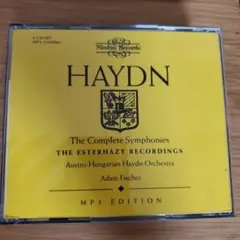 Nimbus Records
HAYDN
The Complete Symphonies
THE ESTERHÁZY RECORDINGS
Austro-Hungarian Haydn Orchestra
Adam Fischer
MP3 EDITION